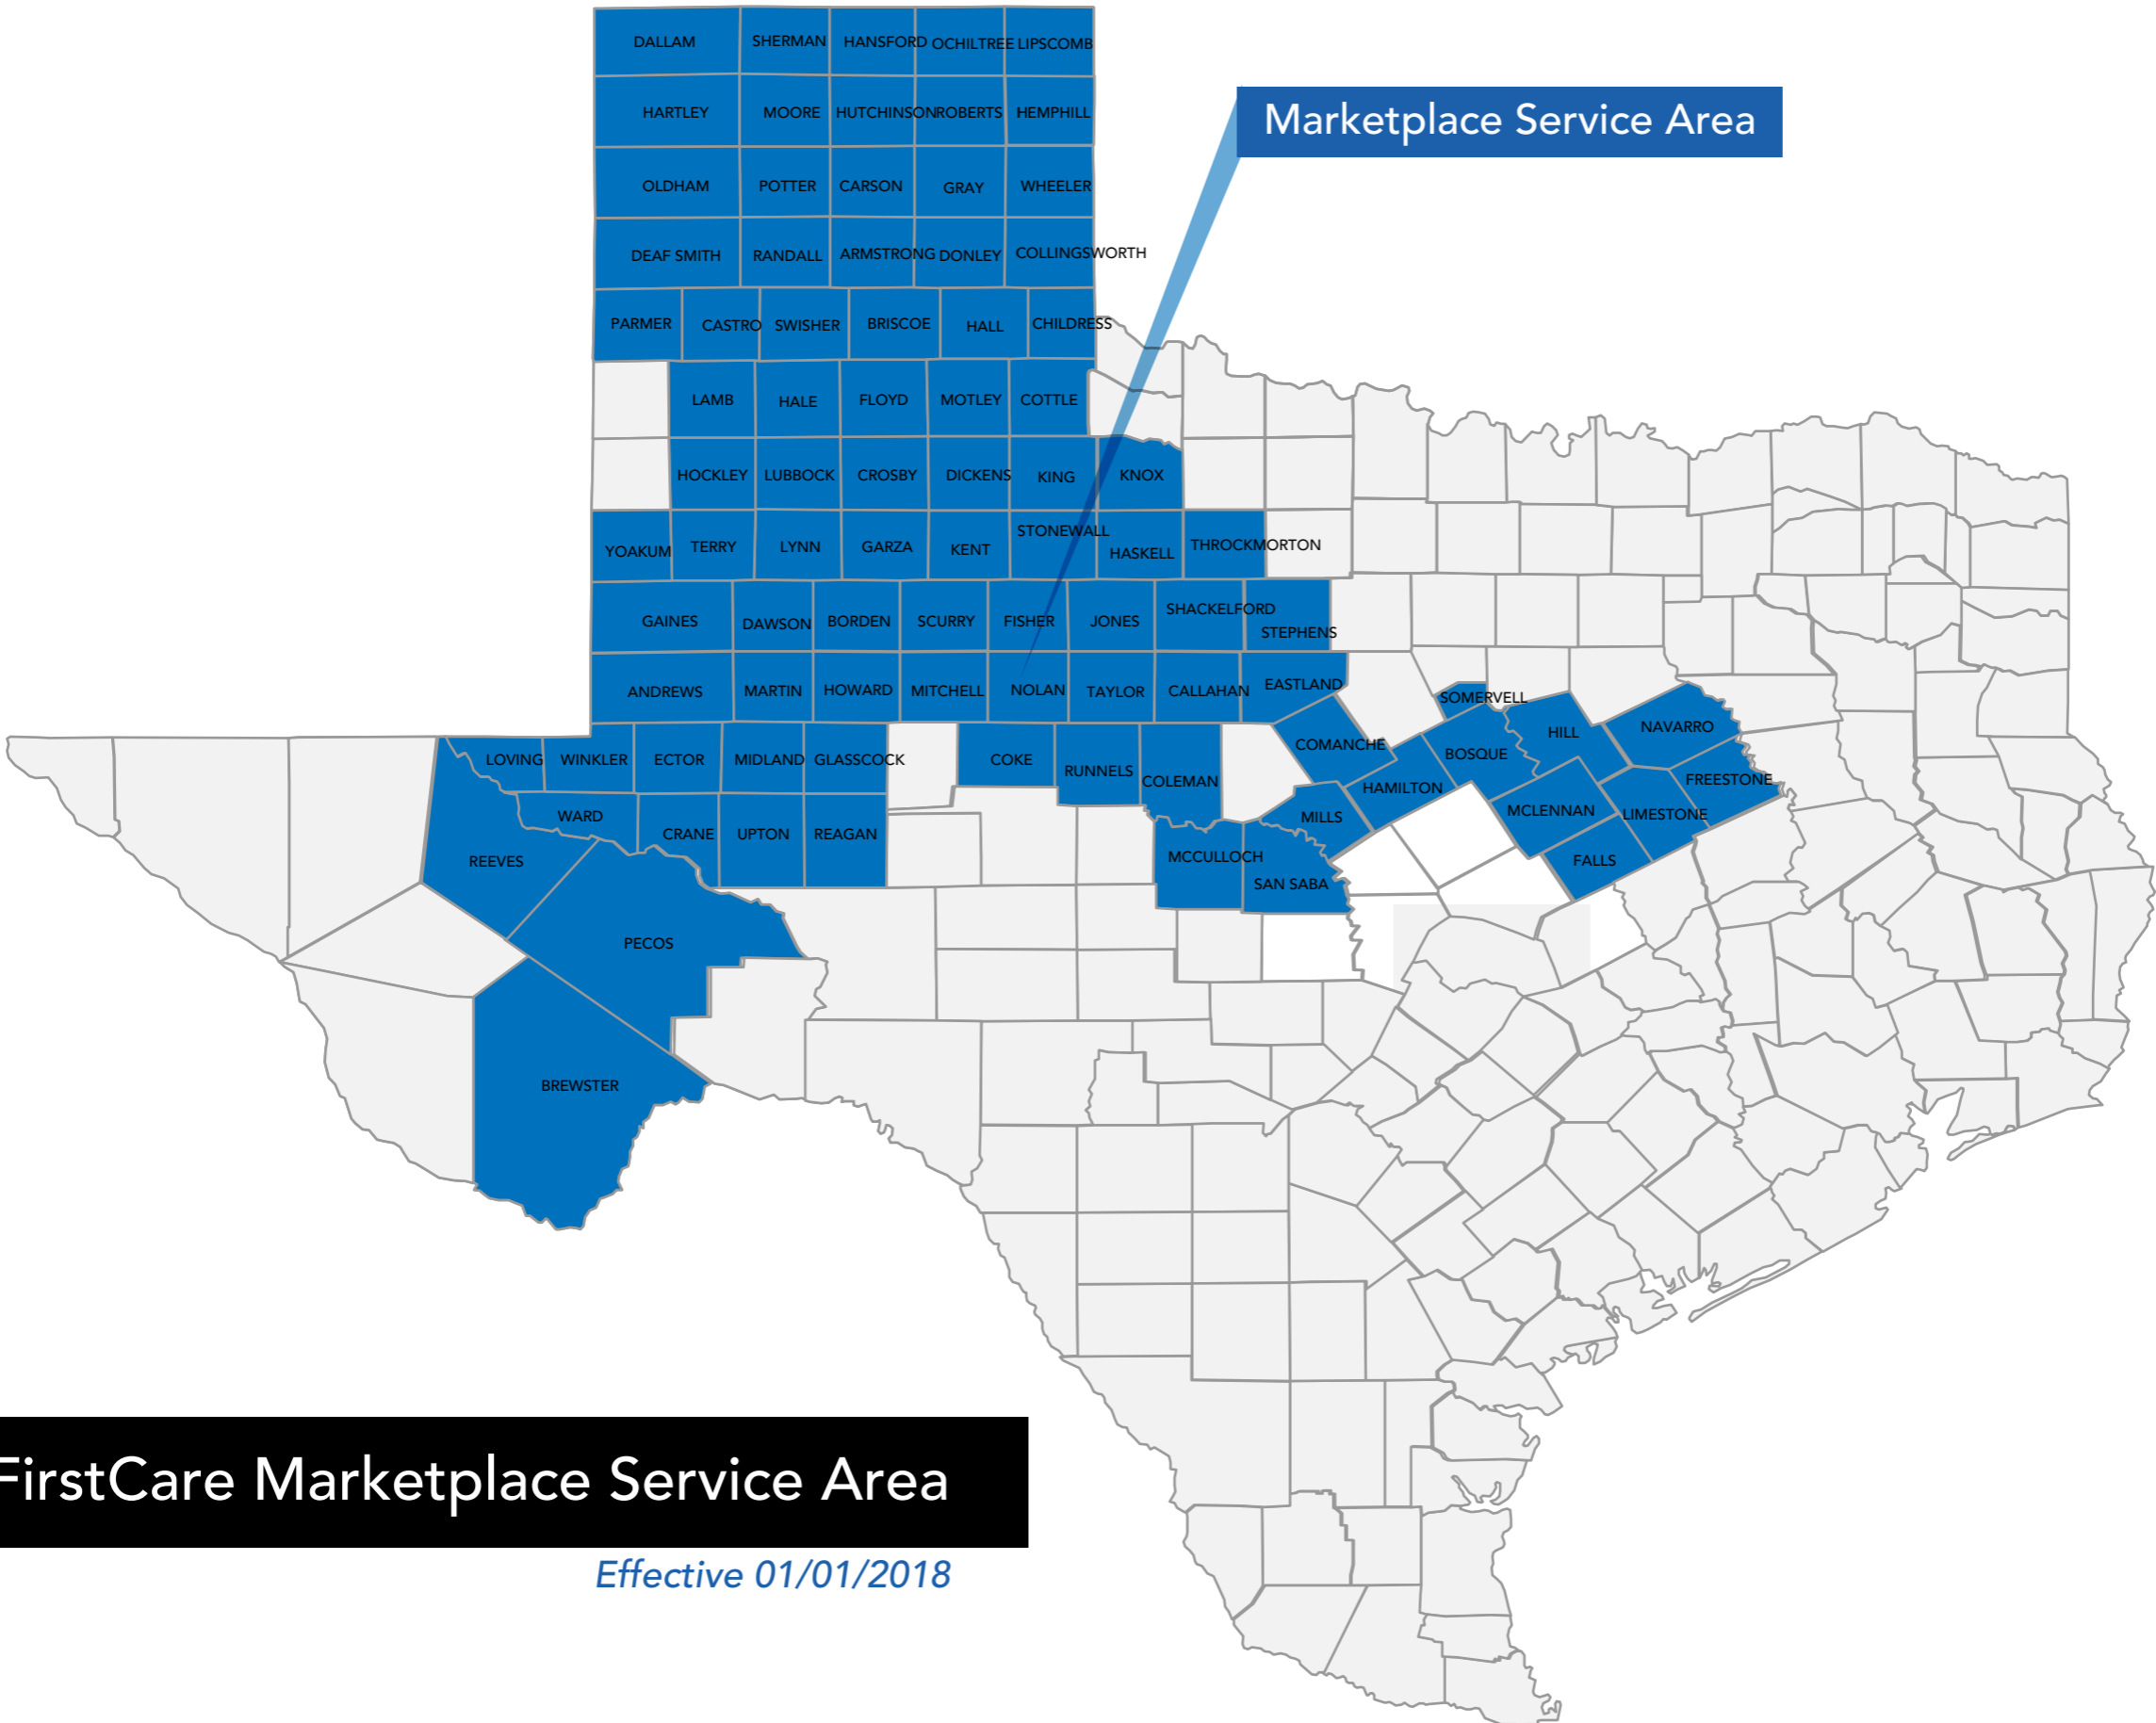 DALLAM SHERMAN HANSFORD OCHILTREE LIPSCOMB
HARTLEY MOORE HUTCHINSON ROBERTS HEMPHILL
Marketplace Service Area
OLDHAM POTTER CARSON GRAY WHEELER
DEAF SMITH RANDALL ARMSTRONG DONLEY COLLINGSWORTH
PARMER CASTRO SWISHER BRISCOE HALL CHILDRESS
LAMB HALE FLOYD MOTLEY COTTLE
HOCKLEY LUBBOCK CROSBY DICKENS KING KNOX
YOAKUM TERRY LYNN GARZA KENT STONEWALL HASKELL THROCKMORTON
GAINES DAWSON BORDEN SCURRY FISHER JONES SHACKELFORD STEPHENS
ANDREWS MARTIN HOWARD MITCHELL NOLAN TAYLOR CALLAHAN EASTLAND SOMERVELL
LOVING WINKLER ECTOR MIDLAND GLASSCOCK COKE RUNNELS COLEMAN COMANCHE BOSQUE HILL NAVARRO
HAMILTON FREESTONE
WARD CRANE UPTON REAGAN MILLS MCLENNAN LIMESTONE
REEVES MCCULLOCH SAN SABA FALLS
PECOS
BREWSTER
FirstCare Marketplace Service Area
Effective 01/01/2018